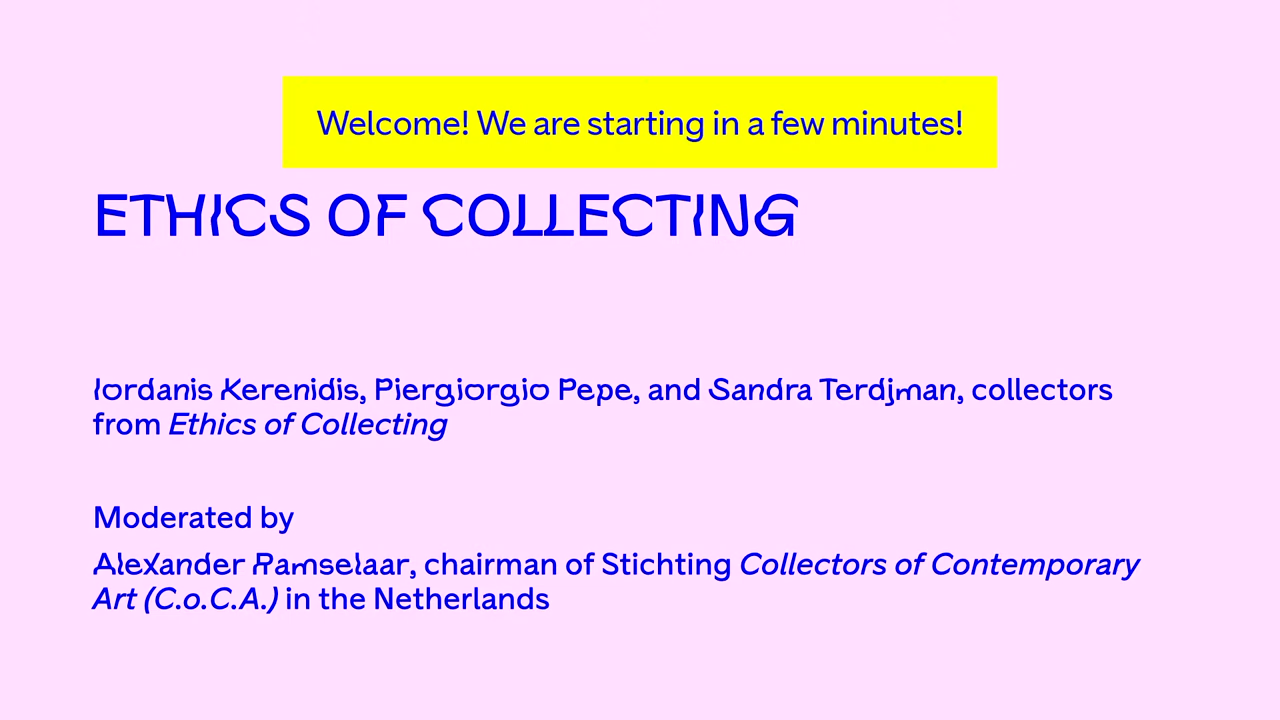 Welcome! We are starting in a few minutes!
ETHICS OF COLLECTING
Iordanis Kerenidis, Piergiorgio Pepe, and Sandra Terdjman, collectors
from Ethics of Collecting
Moderated by
Alexander Ramselaar, chairman of Stichting Collectors of Contemporary
Art (C.o.C.A.) in the Netherlands